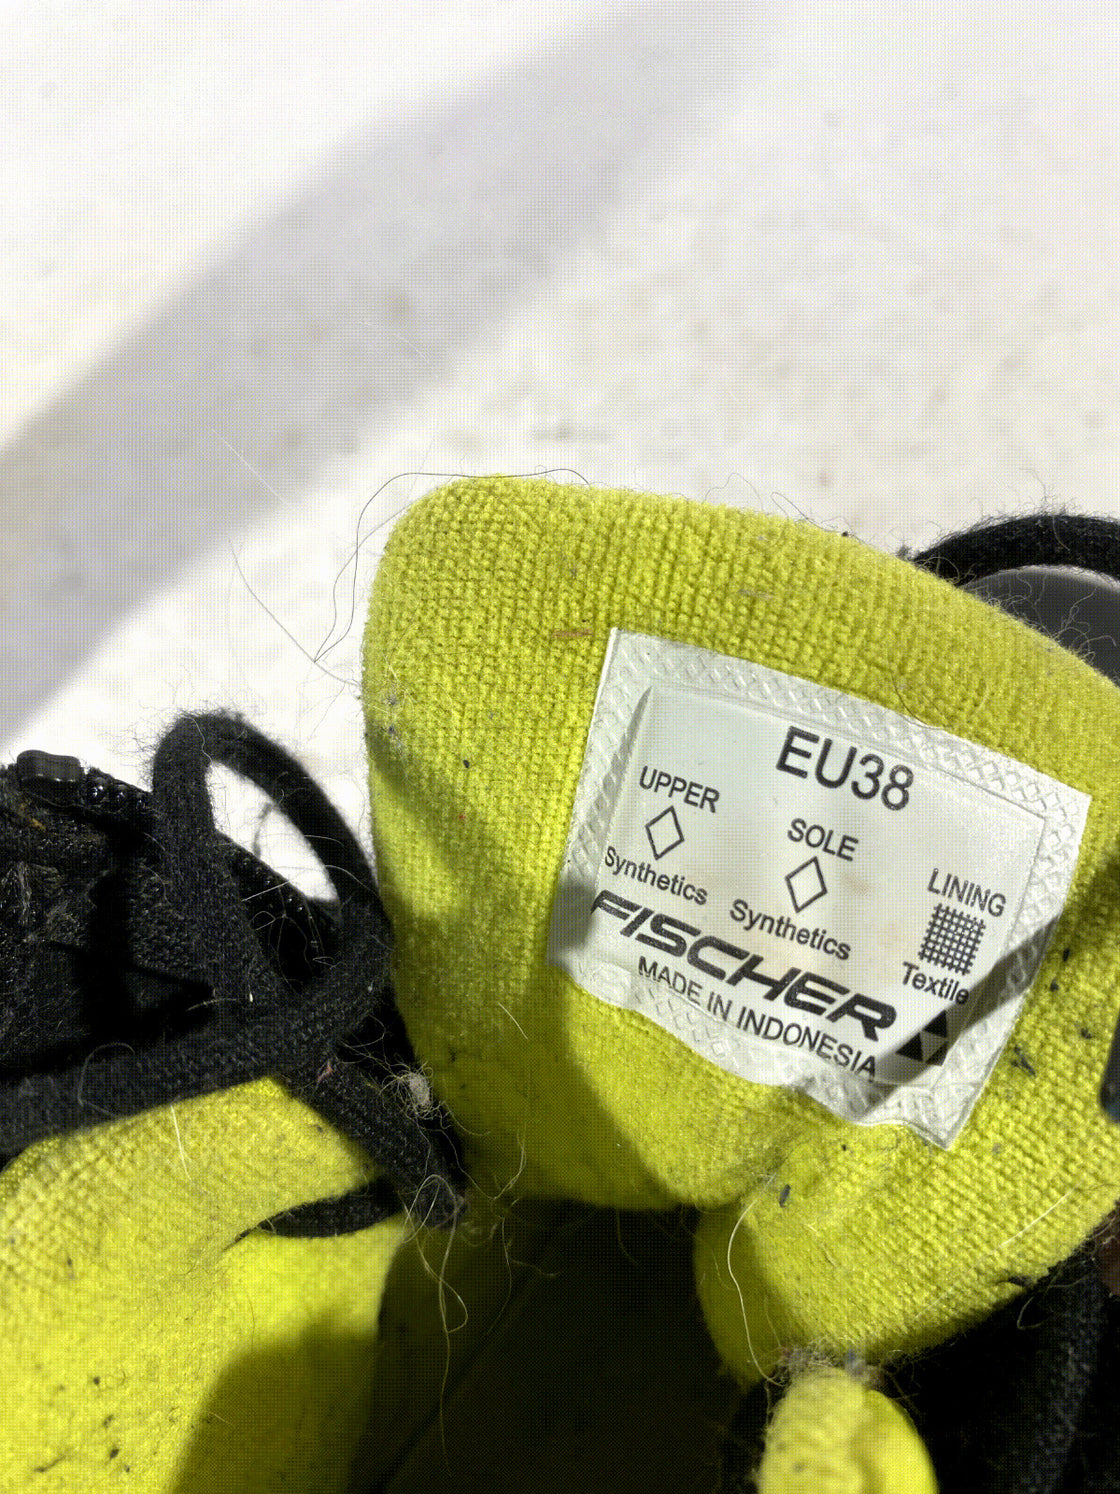 EU38
UPPER
Synthetics
SOLE
Synthetics
LINING
Textile
FISCHER
MADE IN INDONESIA